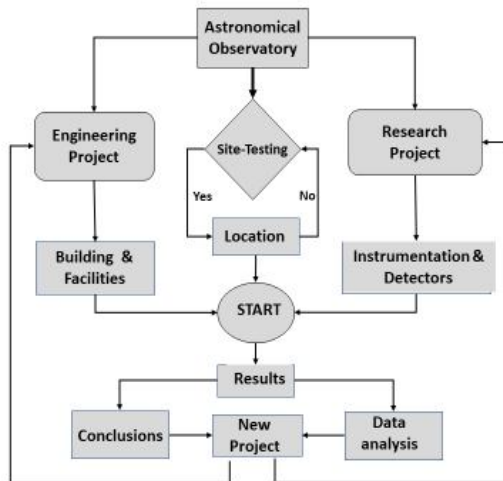 Astronomical
Observatory
Engineering
Project
Site-Testing
Research
Project
Yes
No
Building &
Facilities
Location
Instrumentation &
Detectors
START
Results
Conclusions
New
Project
Data
analysis